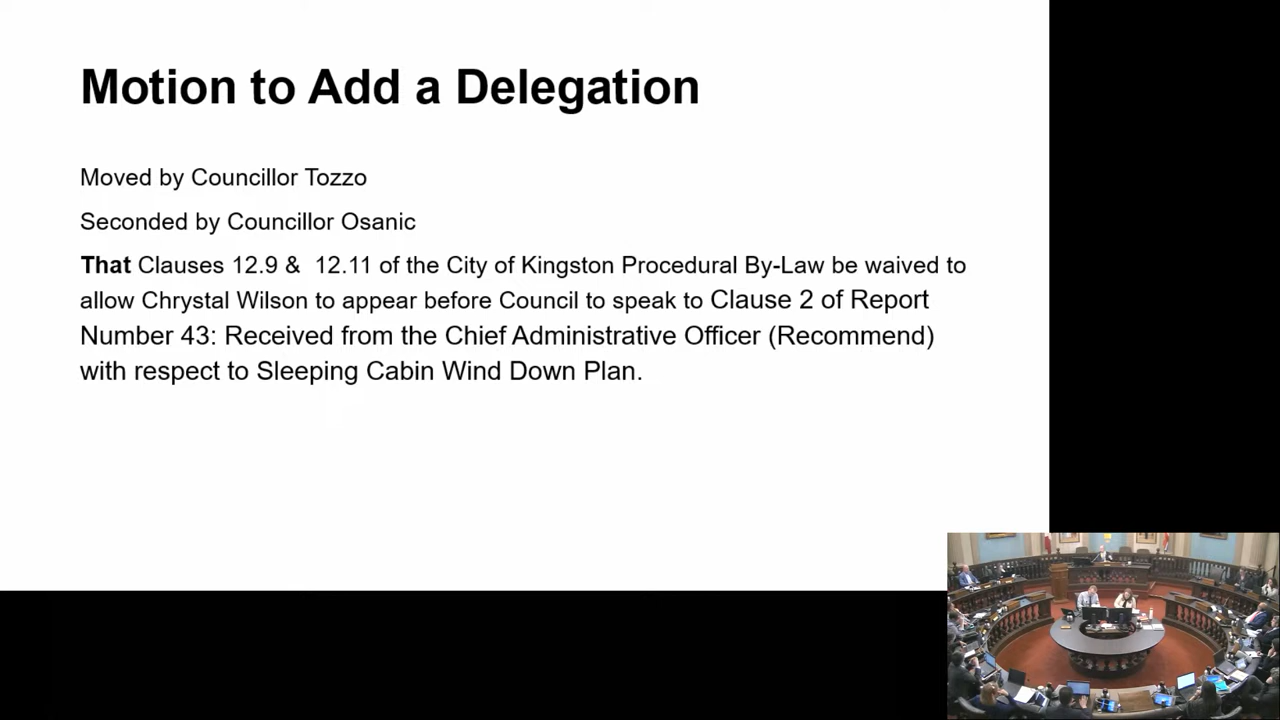 Motion to Add a Delegation
Moved by Councillor Tozzo
Seconded by Councillor Osanic
That Clauses 12.9 &  12.11 of the City of Kingston Procedural By-Law be waived to
allow Chrystal Wilson to appear before Council to speak to Clause 2 of Report
Number 43: Received from the Chief Administrative Officer (Recommend)
with respect to Sleeping Cabin Wind Down Plan.